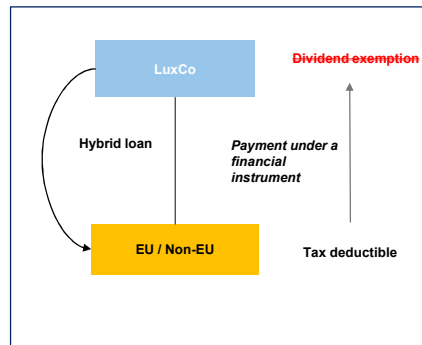 LuxCo
Dividend exemption
Hybrid loan
Payment under a
financial
instrument
EU / Non-EU
Tax deductible